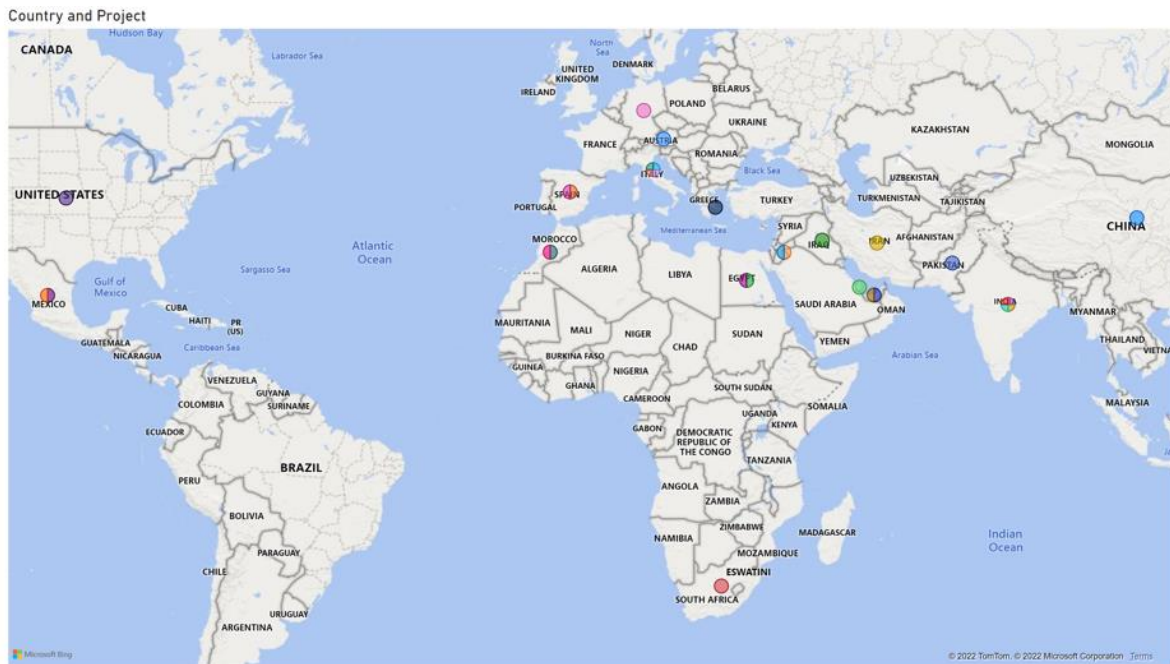 Country and Project
Hudson Bay
CANADA
Labrador Sea
North
Sea
DENMARK
UNITED
KINGDOM
IRELAND
BELARUS
POLAND
UKRAINE
KAZAKHSTAN
FRANCE
AUSTRIA
MONGOLIA
ROMANIA
Black Sea
ITALY
UZBEKISTAN
UNITED STATES
SPAIN
PORTUGAL
GREECE
TURKEY
TURKMENISTAN
TAJIKISTAN
Mediterranean Sea
SYRIA
CHINA
Atlantic
Ocean
MOROCCO
IRAQ
IRAN
AFGHANISTAN
Sargasso Sea
ALGERIA
LIBYA
EGYPT
PAKISTAN
Gulf of
Mexico
MEXICO
CUBA
HAITI
PR
(US)
SAUDI ARABIA
OMAN
INDIA
MYANMAR
MAURITANIA
MALI
NIGER
SUDAN
GUATEMALA
Caribbean Sea
NICARAGUA
CHAD
YEMEN
Arabian Sea
THAILAND
BURKINA FASO
VIETNA
GUINEA
NIGERIA
VENEZUELA
GUYANA
GHANA
SOUTH SUDAN
COLOMBIA
SURINAME
CAMEROON
SOMALIA
MALAYSIA
UGANDA
KENYA
ECUADOR
GABON
DEMOCRATIC
REPUBLIC OF
THE CONGO
TANZANIA
BRAZIL
PERU
ANGOLA
ZAMBIA
BOLIVIA
ZIMBABWE
MADAGASCAR
Indian
Ocean
NAMIBIA
MOZAMBIQUE
PARAGUAY
CHILE
ESWATINI
SOUTH AFRICA
URUGUAY
ARGENTINA
Microsoft Bing
© 2022 TomTom, © 2022 Microsoft Corporation Terms